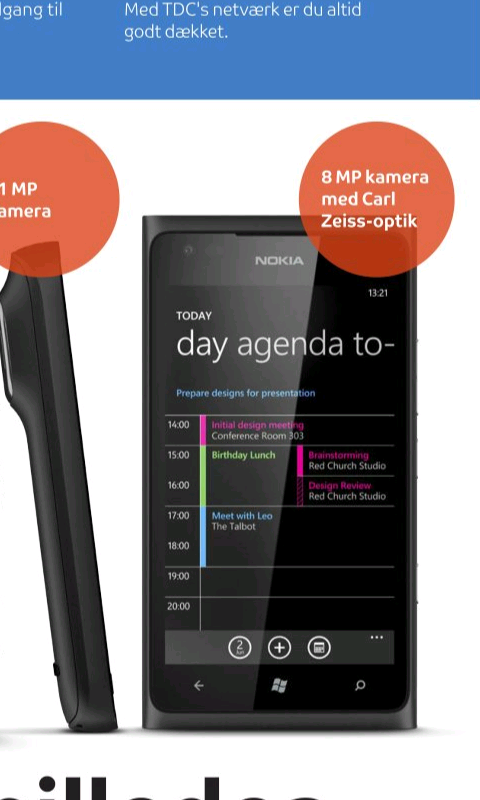 lgang til
Med TDC's netværk er du altid
godt dækket.
1 MP
amera
8 MP kamera
med Carl
Zeiss-optik
NOKIA
13:21
TODAY
day agenda to-
Prepare designs for presentation
14:00
Initial design meeting
Conference Room 303
15:00
Birthday Lunch
Brainstorming
Red Church Studio
16:00
Design Review
Red Church Studio
17:00
Meet with Leo
The Talbot
18:00
19:00
20:00
2